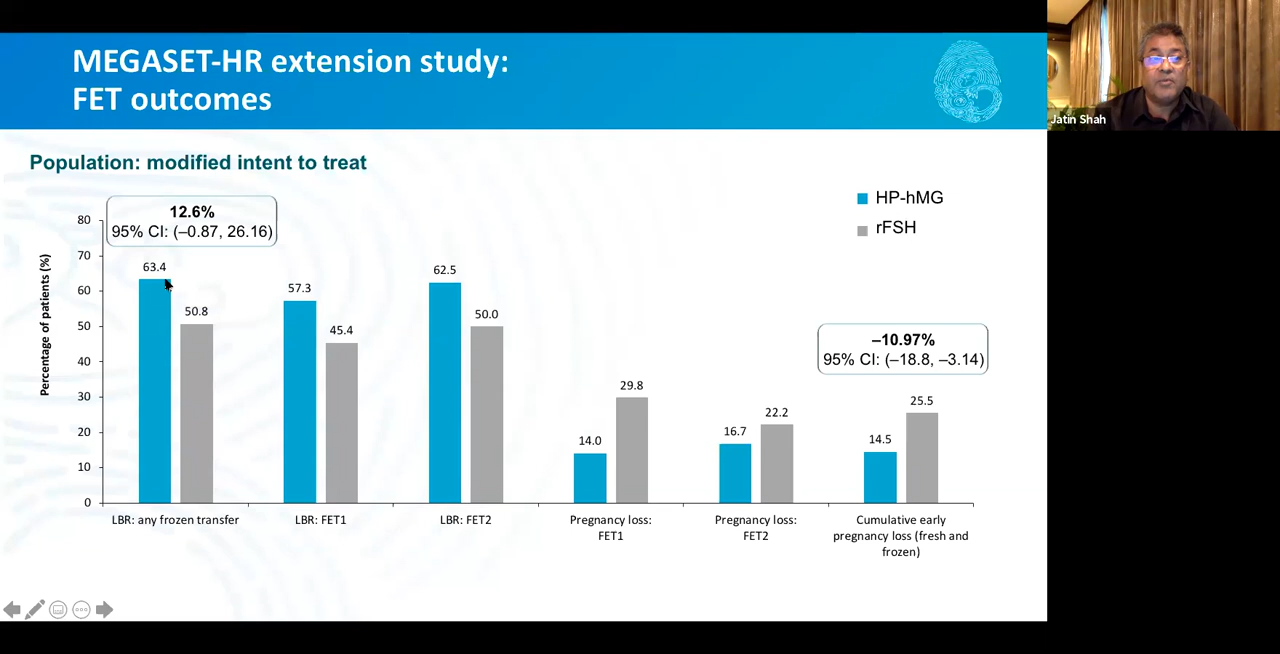 MEGASET-HR extension study:
FET outcomes
Jatin Shah
Population: modified intent to treat
HP-hMG
rFSH
12.6%
95% CI: (–0.87, 26.16)
–10.97%
95% CI: (–18.8, –3.14)
Percentage of patients (%)
80
70
60
50
40
30
20
10
0
63.4
50.8
57.3
45.4
62.5
50.0
14.0
29.8
16.7
22.2
14.5
25.5
LBR: any frozen transfer
LBR: FET1
LBR: FET2
Pregnancy loss:
FET1
Pregnancy loss:
FET2
Cumulative early
pregnancy loss (fresh and
frozen)